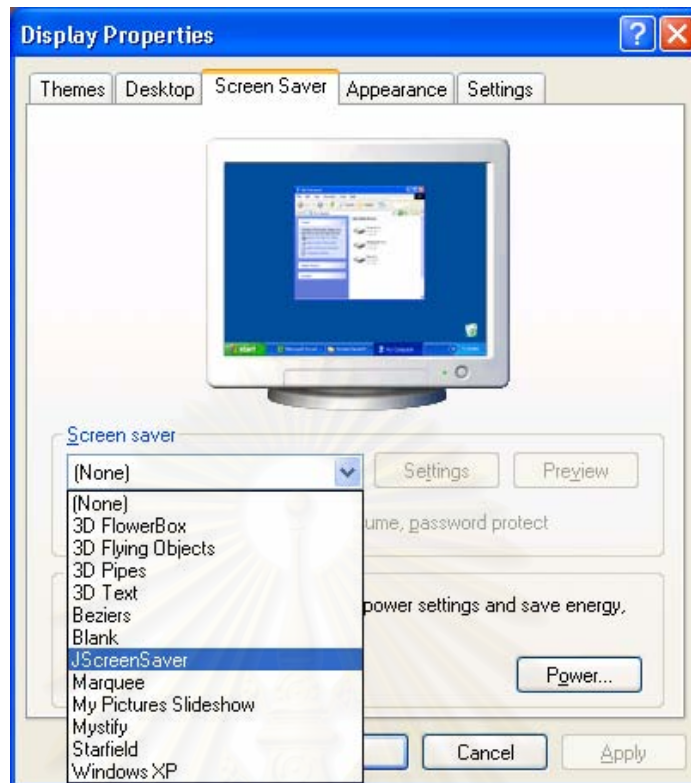 Display Properties
Themes Desktop Screen Saver Appearance Settings
start
Screen saver
(None) Settings Preview
(None)
3D FlowerBox
3D Flying Objects ume, password protect
3D Pipes
3D Text
Beziers power settings and save energy,
Blank
JScreenSaver
Marquee Power...
My Pictures Slideshow
Mystify
Starfield Cancel Apply
Windows XP